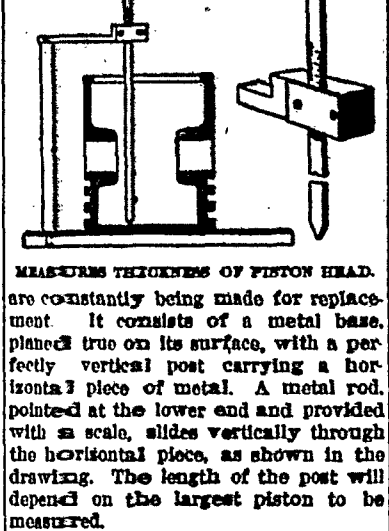 MEASURES THICKNESS OF PISTON HEAD.
are constantly being made for replace-
ment. It consists of a metal base,
planed true on its surface, with a per-
fectly vertical post carrying a hor-
izontal piece of metal. A metal rod,
pointed at the lower end and provided
with a scale, slides vertically through
the horizontal piece, as shown in the
drawing. The length of the post will
depend on the largest piston to be
measured.